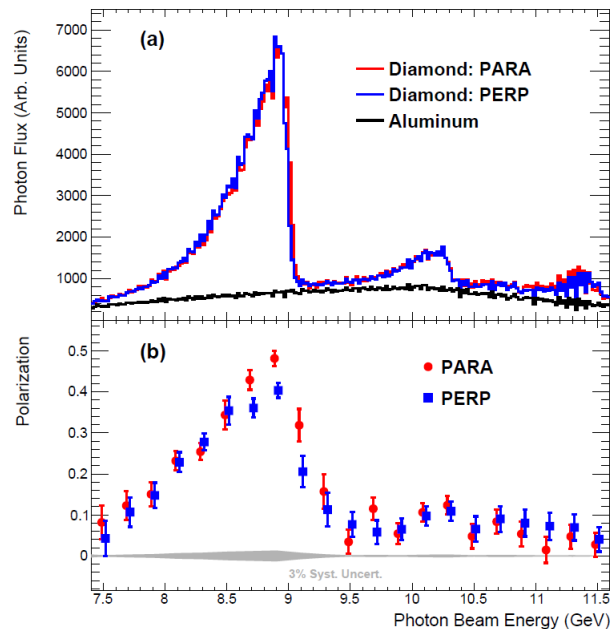 (a)
Diamond: PARA
Diamond: PERP
Aluminum
Photon Flux (Arb. Units)
7000
6000
5000
4000
3000
2000
1000
(b)
PARA
PERP
Polarization
0.5
0.4
0.3
0.2
0.1
0
3% Syst. Uncert.
7.5 8 8.5 9 9.5 10 10.5 11 11.5
Photon Beam Energy (GeV)